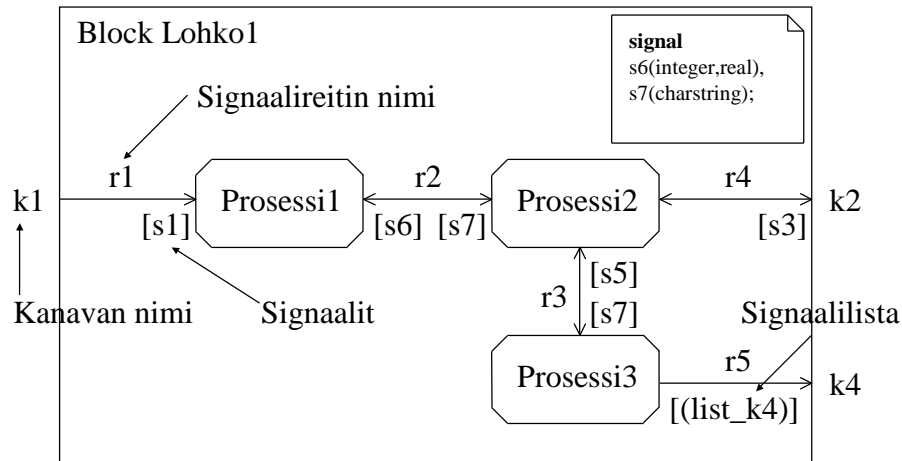 Block Lohko1
signal
s6(integer,real),
s7(charstring);
Signaalireitin nimi
r1
r2
r4
k1
Prosessi1
Prosessi2
k2
[s1]
[s6]
[s7]
[s3]
[s5]
r3
[s7]
Kanavan nimi
Signaalit
Signaalilista
Prosessi3
r5
k4
[(list_k4)]